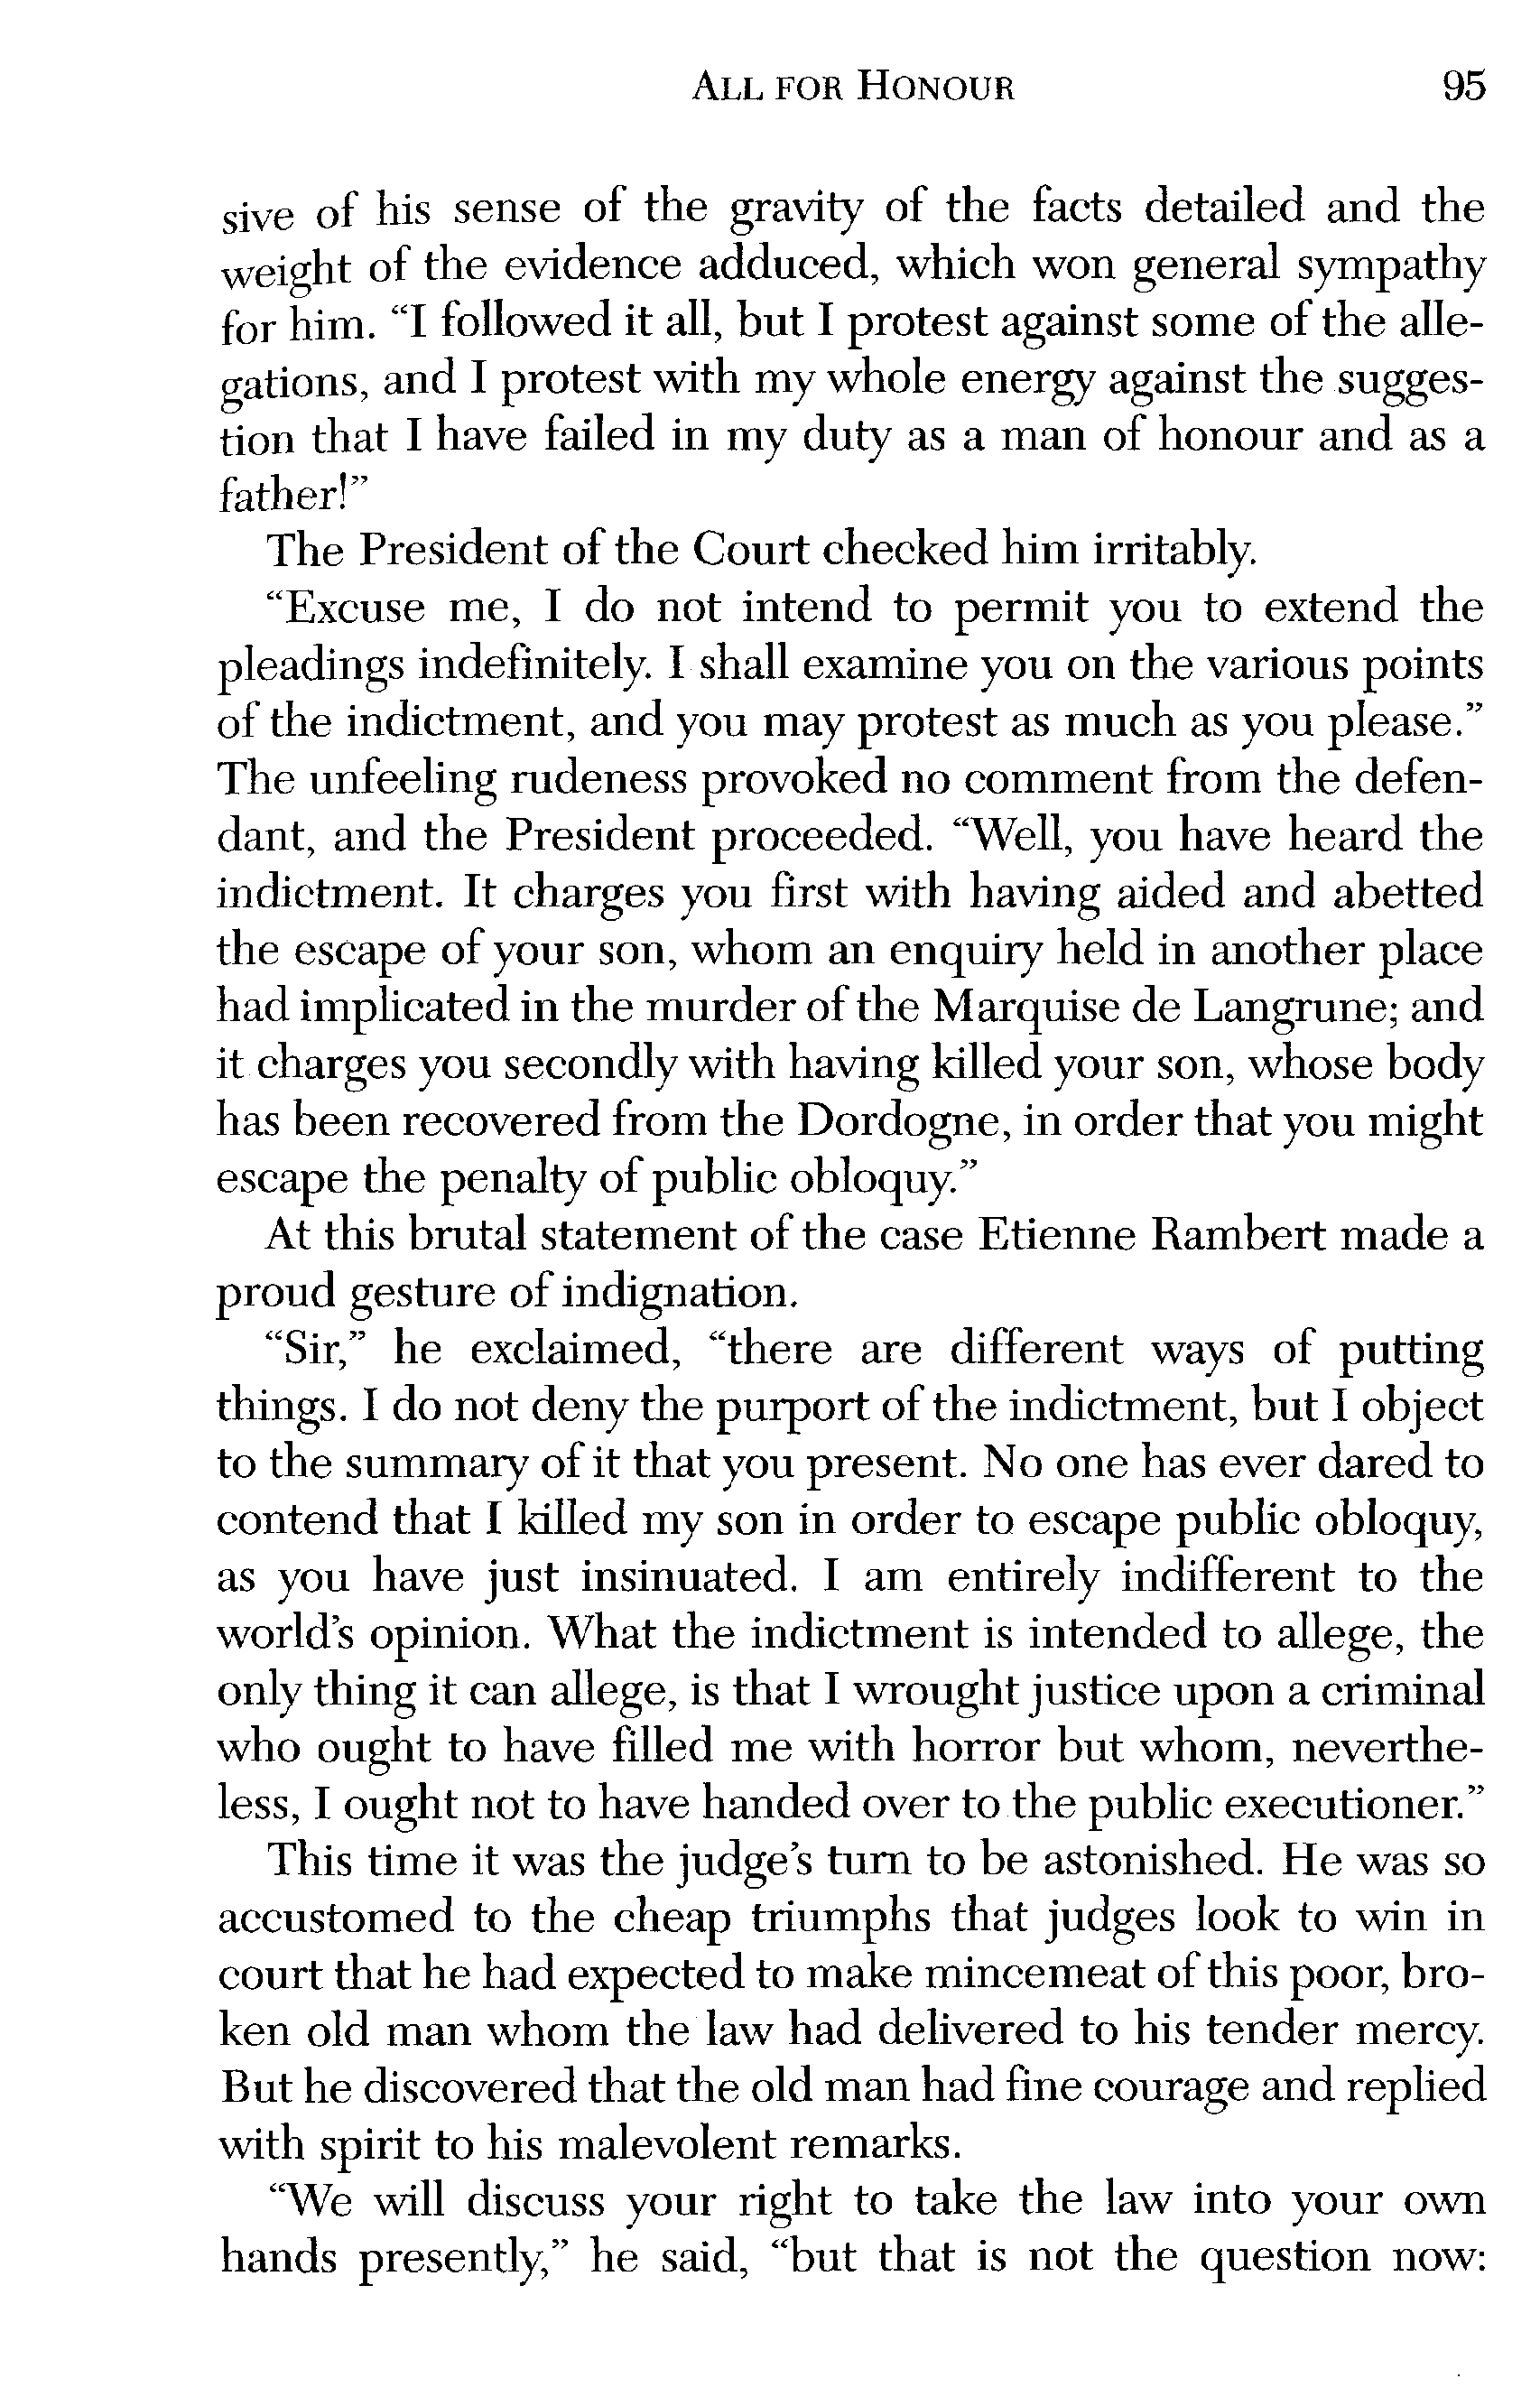 ALL FOR HONOUR 95
sive of his sense of the gravity of the facts detailed and the
weight of the evidence adduced, which won general sympathy
for him. “I followed it all, but I protest against some of the alle-
gations, and I protest with my whole energy against the sugges-
tion that I have failed in my duty as a man of honour and as a
father!”
The President of the Court checked him irritably.
“Excuse me, I do not intend to permit you to extend the
pleadings indefinitely. I shall examine you on the various points
of the indictment, and you may protest as much as you please.”
The unfeeling rudeness provoked no comment from the defen-
dant, and the President proceeded. “Well, you have heard the
indictment. It charges you first with having aided and abetted
the escape of your son, whom an enquiry held in another place
had implicated in the murder of the Marquise de Langrune; and
it charges you secondly with having killed your son, whose body
has been recovered from the Dordogne, in order that you might
escape the penalty of public obloquy.”
At this brutal statement of the case Etienne Rambert made a
proud gesture of indignation.
“Sir,” he exclaimed, “there are different ways of putting
things. I do not deny the purport of the indictment, but I object
to the summary of it that you present. No one has ever dared to
contend that I killed my son in order to escape public obloquy,
as you have just insinuated. I am entirely indifferent to the
world’s opinion. What the indictment is intended to allege, the
only thing it can allege, is that I wrought justice upon a criminal
who ought to have filled me with horror but whom, neverthe-
less, I ought not to have handed over to the public executioner.”
This time it was the judge’s turn to be astonished. He was so
accustomed to the cheap triumphs that judges look to win in
court that he had expected to make mincemeat of this poor, bro-
ken old man whom the law had delivered to his tender mercy.
But he discovered that the old man had fine courage and replied
with spirit to his malevolent remarks.
“We will discuss your right to take the law into your own
hands presently,” he said, “but that is not the question now: